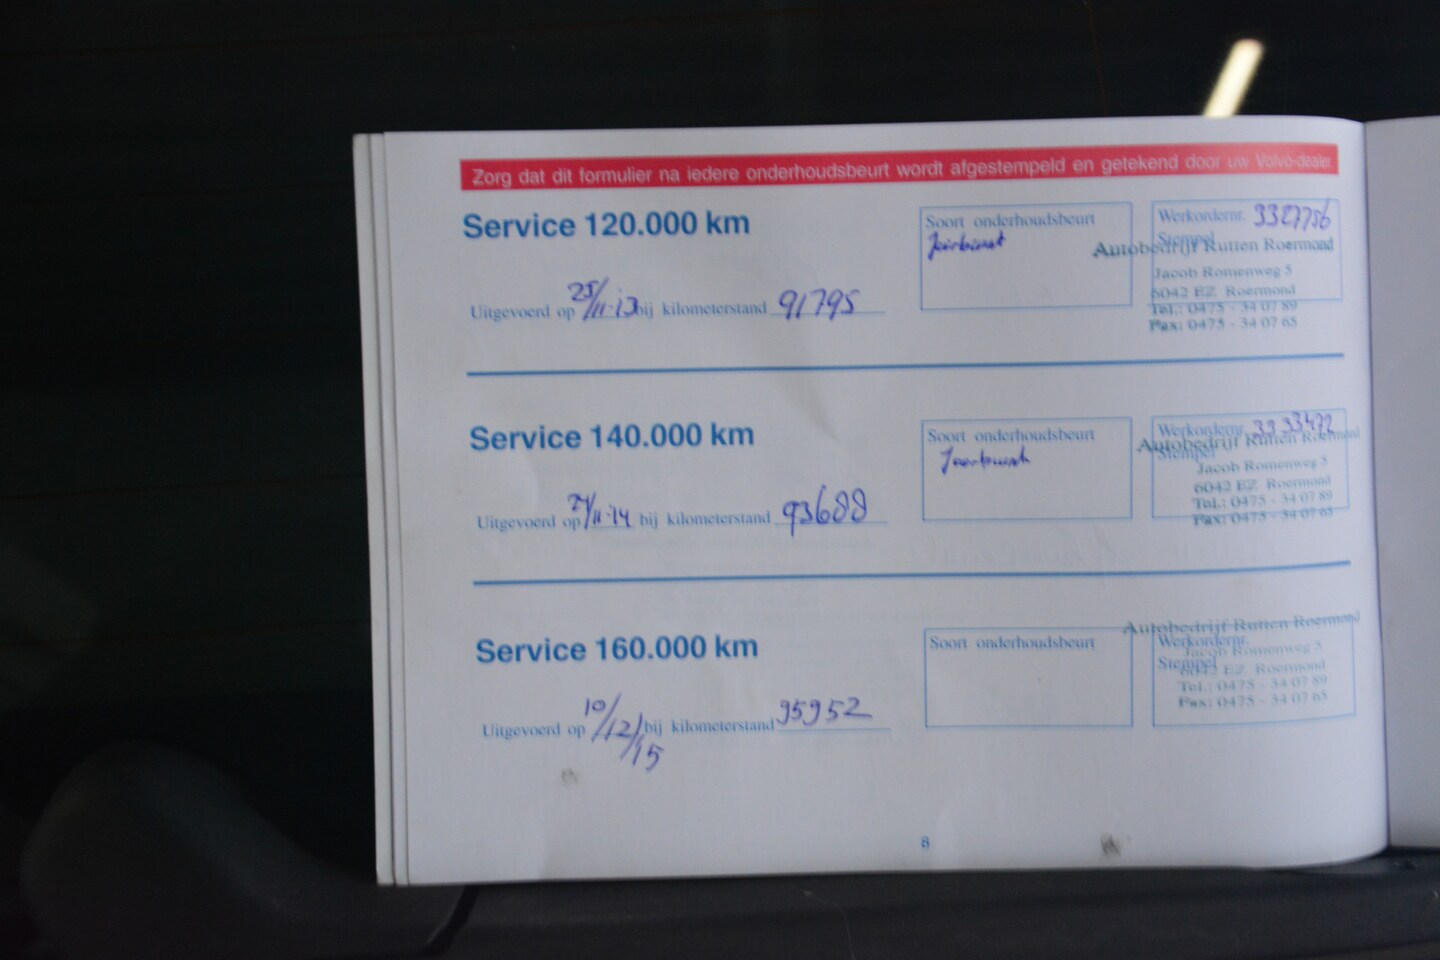 Zorg dat dit formulier na iedere onderhoudsbeurt wordt afgestempeld en getekend door uw Volvo-dealer
Service 120.000 km
Soort onderhoudsbeurt
Werkordernr. 3327756
Stempel
Autobedrijf Rutten Roermond
Jacob Romenweg 5
6042 EZ Roermond
Tel.: 0475 - 34 07 89
Fax: 0475 - 34 07 65
Uitgevoerd op 25/11-13 bij kilometerstand 91795
Service 140.000 km
Soort onderhoudsbeurt
Werkordernr. 3333472
Stempel
Autobedrijf Rutten Roermond
Jacob Romenweg 5
6042 EZ Roermond
Tel.: 0475 - 34 07 89
Fax: 0475 - 34 07 65
Uitgevoerd op /11-14 bij kilometerstand 93688
Service 160.000 km
Soort onderhoudsbeurt
Werkordernr.
Stempel
Autobedrijf Rutten Roermond
Jacob Romenweg 5
6042 EZ Roermond
Tel.: 0475 - 34 07 89
Fax: 0475 - 34 07 65
Uitgevoerd op 10/12/15 bij kilometerstand 95952
8